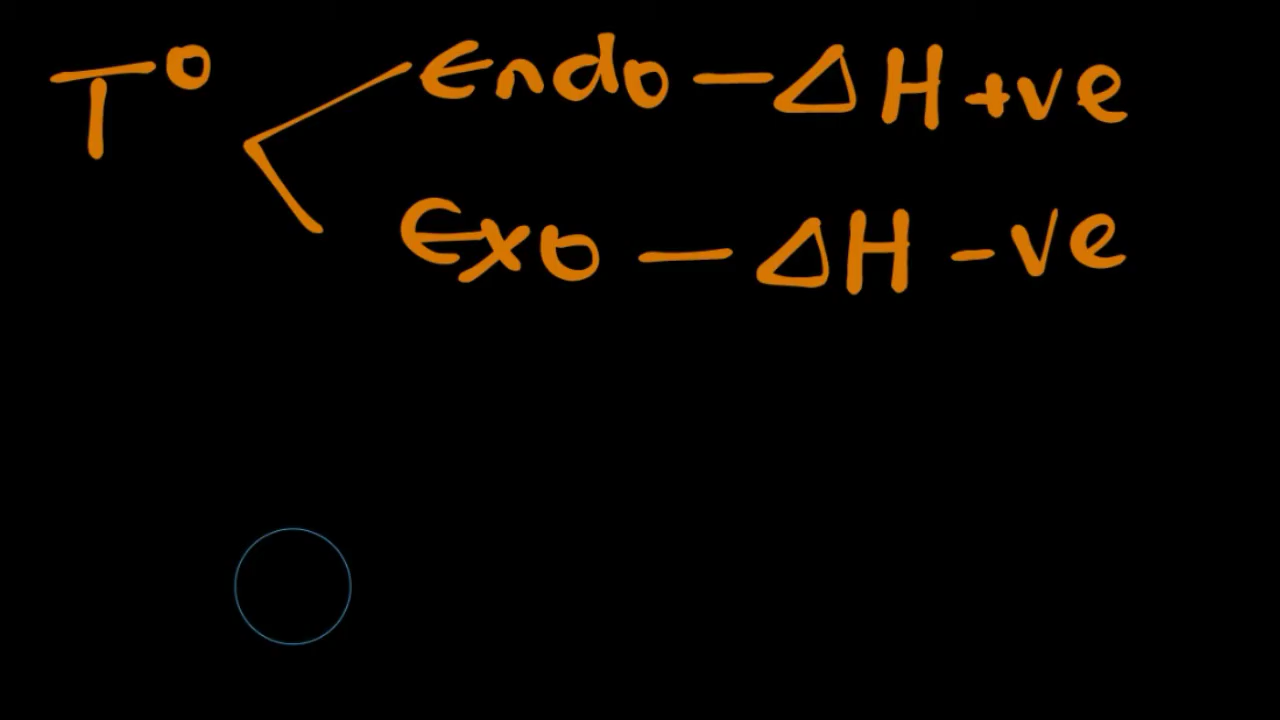 T° Endo - ΔH +ve
Exo - ΔH -ve